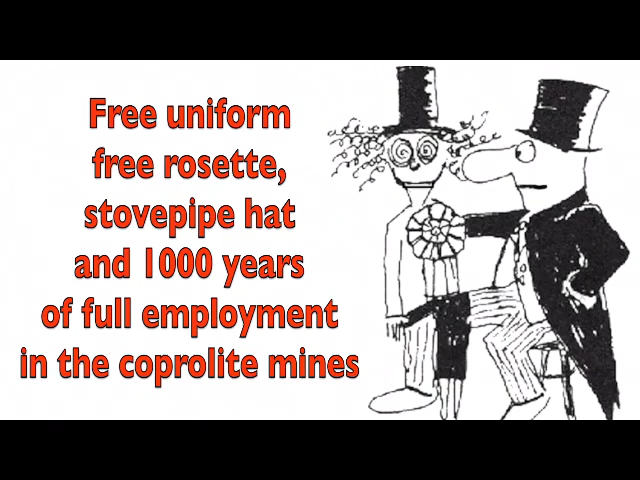 Free uniform
free rosette,
stovepipe hat
and 1000 years
of full employment
in the coprolite mines